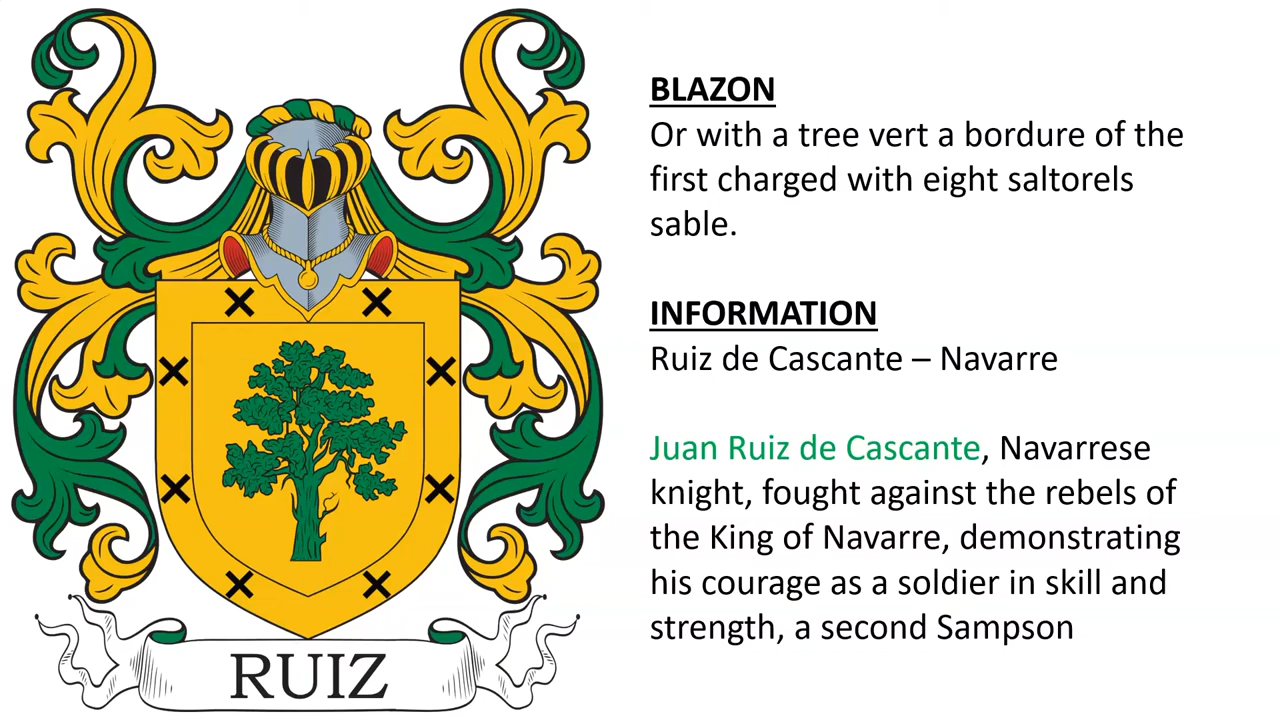 BLAZON
Or with a tree vert a bordure of the
first charged with eight saltorels
sable.
INFORMATION
Ruiz de Cascante – Navarre
Juan Ruiz de Cascante, Navarrese
knight, fought against the rebels of
the King of Navarre, demonstrating
his courage as a soldier in skill and
strength, a second Sampson
RUIZ